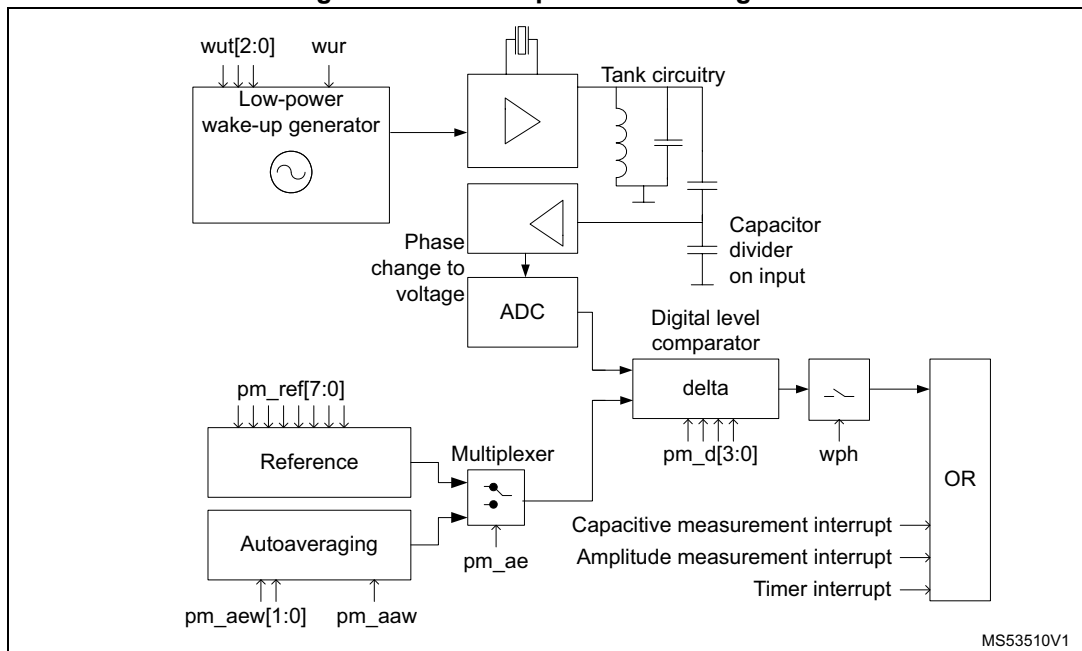 wut[2:0]
wur
Low-power
wake-up generator
Tank circuitry
Capacitor
divider
on input
Phase
change to
voltage
ADC
Digital level
comparator
delta
pm_d[3:0]
wph
OR
pm_ref[7:0]
Reference
Multiplexer
Autoaveraging
pm_ae
pm_aew[1:0]
pm_aaw
Capacitive measurement interrupt
Amplitude measurement interrupt
Timer interrupt
MS53510V1